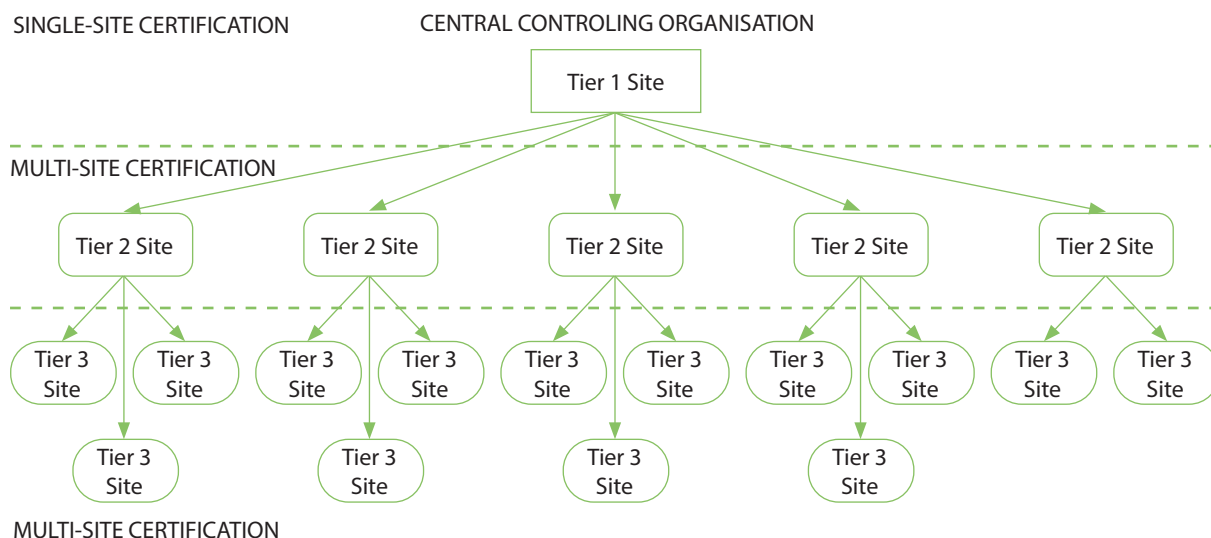 SINGLE-SITE CERTIFICATION
CENTRAL CONTROLING ORGANISATION
Tier 1 Site
MULTI-SITE CERTIFICATION
Tier 2 Site
Tier 2 Site
Tier 2 Site
Tier 2 Site
Tier 2 Site
Tier 3
Site
Tier 3
Site
Tier 3
Site
Tier 3
Site
Tier 3
Site
Tier 3
Site
Tier 3
Site
Tier 3
Site
Tier 3
Site
Tier 3
Site
Tier 3
Site
Tier 3
Site
Tier 3
Site
Tier 3
Site
MULTI-SITE CERTIFICATION